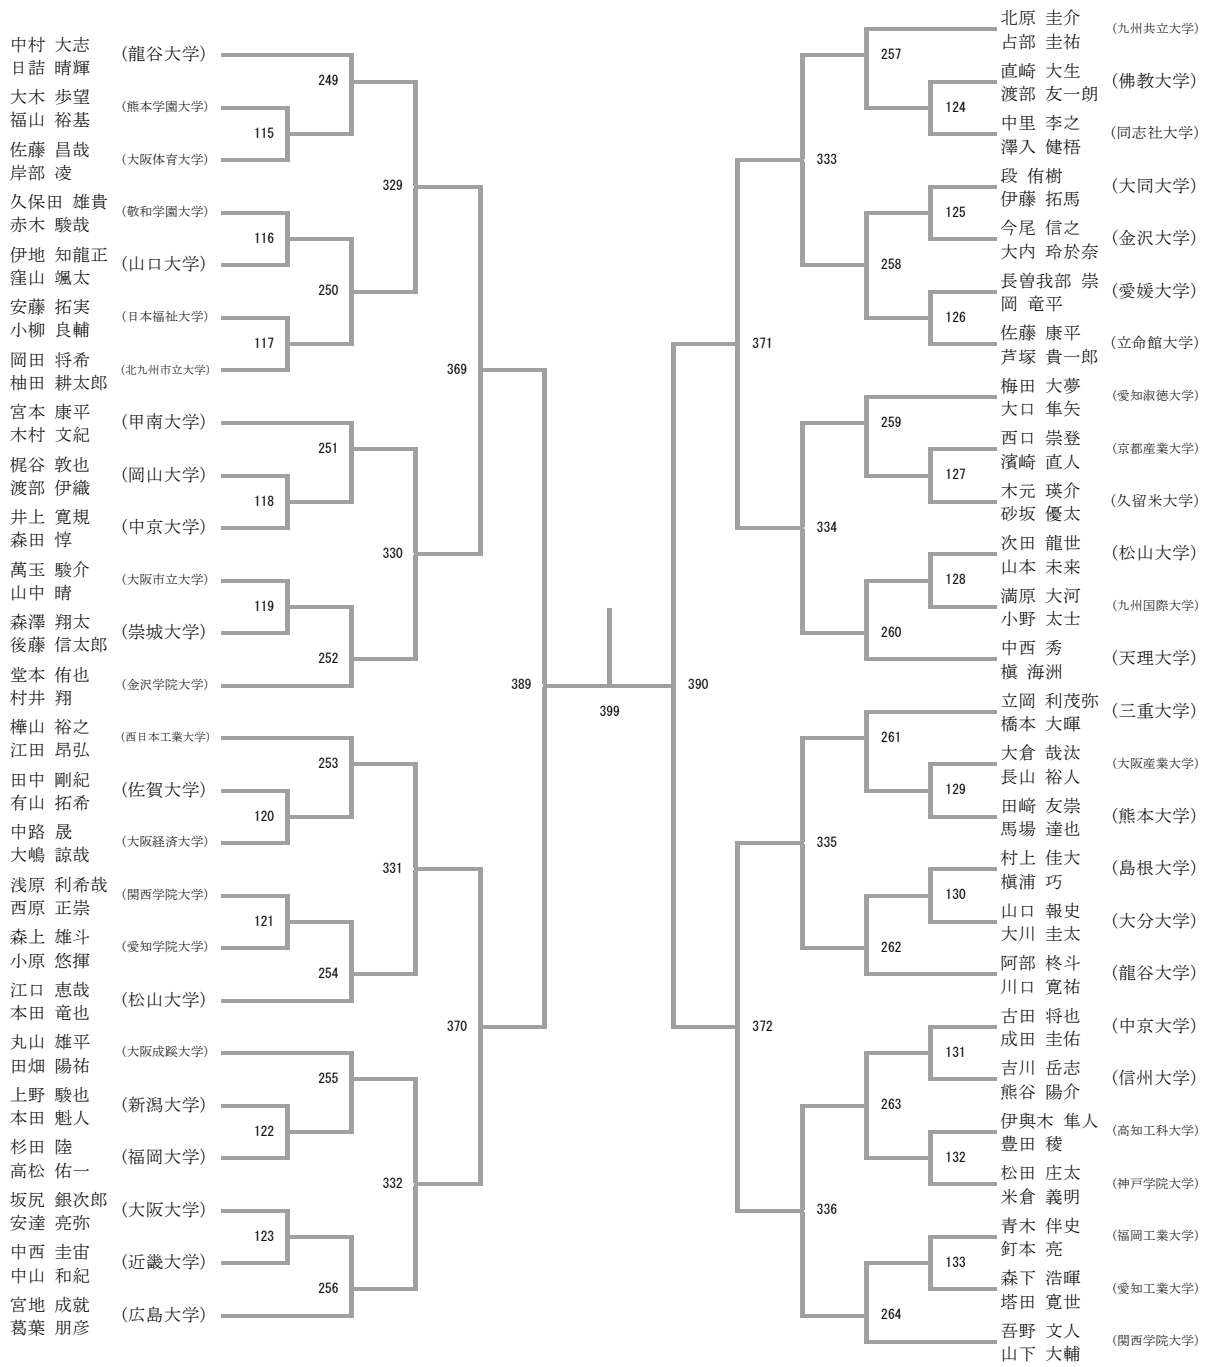 中村 大志
日詰 晴輝
(龍谷大学)
大木 歩望
福山 裕基
(熊本学園大学)
佐藤 昌哉
岸部 凌
(大阪体育大学)
久保田 雄貴
赤木 駿哉
(敬和学園大学)
伊地 知龍正
窪山 颯太
(山口大学)
安藤 拓実
小柳 良輔
(日本福祉大学)
岡田 将希
柚田 耕太郎
(北九州市立大学)
宮本 康平
木村 文紀
(甲南大学)
梶谷 敦也
渡部 伊織
(岡山大学)
井上 寛規
森田 惇
(中京大学)
萬玉 駿介
山中 晴
(大阪市立大学)
森澤 翔太
後藤 信太郎
(崇城大学)
堂本 侑也
村井 翔
(金沢学院大学)
樺山 裕之
江田 昂弘
(西日本工業大学)
田中 剛紀
有山 拓希
(佐賀大学)
中路 晟
大嶋 諒哉
(大阪経済大学)
浅原 利希哉
西原 正崇
(関西学院大学)
森上 雄斗
小原 悠揮
(愛知学院大学)
江口 恵哉
本田 竜也
(松山大学)
丸山 雄平
田畑 陽祐
(大阪成蹊大学)
上野 駿也
本田 魁人
(新潟大学)
杉田 陸
高松 佑一
(福岡大学)
坂尻 銀次郎
安達 亮弥
(大阪大学)
中西 圭宙
中山 和紀
(近畿大学)
宮地 成就
葛葉 朋彦
(広島大学)
115
116
117
118
119
120
121
122
123
249
250
251
252
253
254
255
256
329
330
331
332
369
370
389
399
390
371
372
333
334
335
336
257
258
259
260
261
262
263
264
124
125
126
127
128
129
130
131
132
133
北原 圭介
占部 圭祐
(九州共立大学)
直崎 大生
渡部 友一朗
(佛教大学)
中里 李之
澤入 健梧
(同志社大学)
段 侑樹
伊藤 拓馬
(大同大学)
今尾 信之
大内 玲於奈
(金沢大学)
長曽我部 崇
岡 竜平
(愛媛大学)
佐藤 康平
芦塚 貴一郎
(立命館大学)
梅田 大夢
大口 隼矢
(愛知淑徳大学)
西口 崇登
濱崎 直人
(京都産業大学)
木元 瑛介
砂坂 優太
(久留米大学)
次田 龍世
山本 未来
(松山大学)
満原 大河
小野 太士
(九州国際大学)
中西 秀
槇 海洲
(天理大学)
立岡 利茂弥
橋本 大暉
(三重大学)
大倉 哉汰
長山 裕人
(大阪産業大学)
田﨑 友崇
馬場 達也
(熊本大学)
村上 佳大
槇浦 巧
(島根大学)
山口 報史
大川 圭太
(大分大学)
阿部 柊斗
川口 寛祐
(龍谷大学)
古田 将也
成田 圭佑
(中京大学)
吉川 岳志
熊谷 陽介
(信州大学)
伊與木 隼人
豊田 稜
(高知工科大学)
松田 庄太
米倉 義明
(神戸学院大学)
青木 伴史
釘本 亮
(福岡工業大学)
森下 浩暉
塔田 寛世
(愛知工業大学)
吾野 文人
山下 大輔
(関西学院大学)